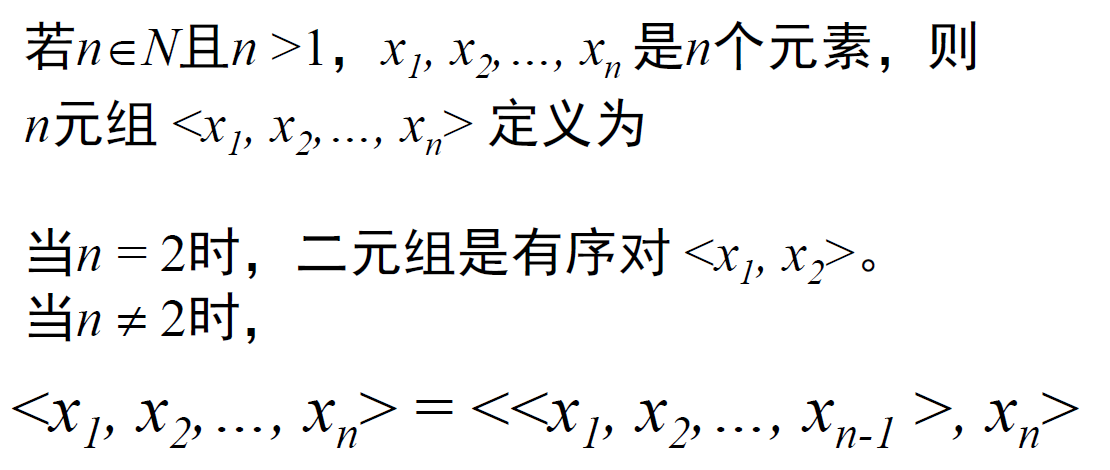 若n∈N且n >1，x₁, x₂,..., xₙ 是n个元素，则
n元组 <x₁, x₂,..., xₙ> 定义为
当n = 2时，二元组是有序对 <x₁, x₂>。
当n ≠ 2时，
<x₁, x₂,..., xₙ> = <<x₁, x₂,..., xₙ₋₁ >, xₙ>